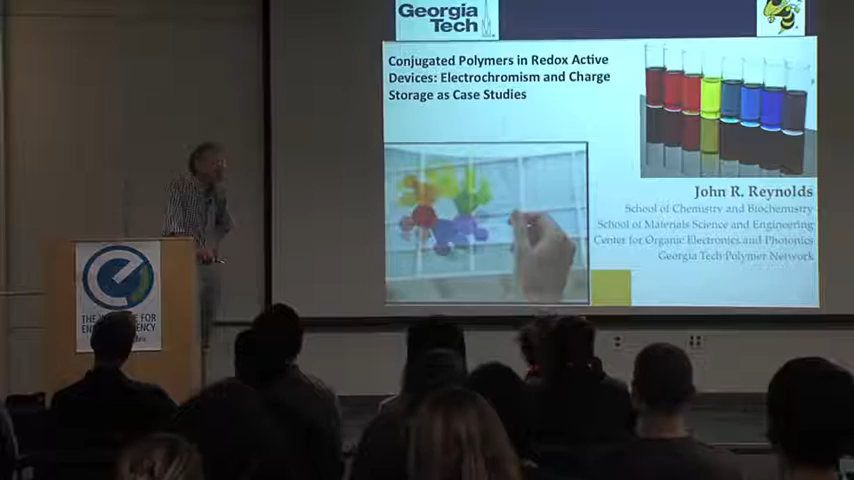 Georgia
Tech
Conjugated Polymers in Redox Active
Devices: Electrochromism and Charge
Storage as Case Studies
John R. Reynolds
School of Chemistry and Biochemistry
School of Materials Science and Engineering
Center for Organic Electronics and Photonics
Georgia Tech Polymer Network
THE
FOR